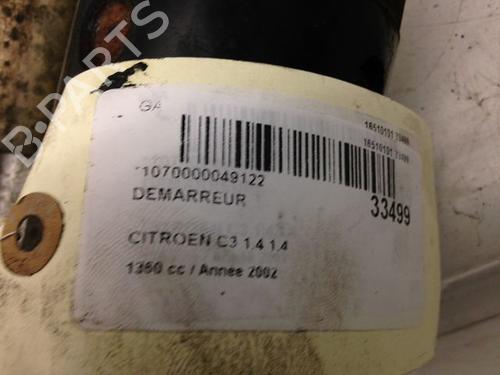 GA
1070000049122
DEMARREUR
33499
CITROEN C3 1.4 1.4
1360 cc / Annee 2002
B-PARTS